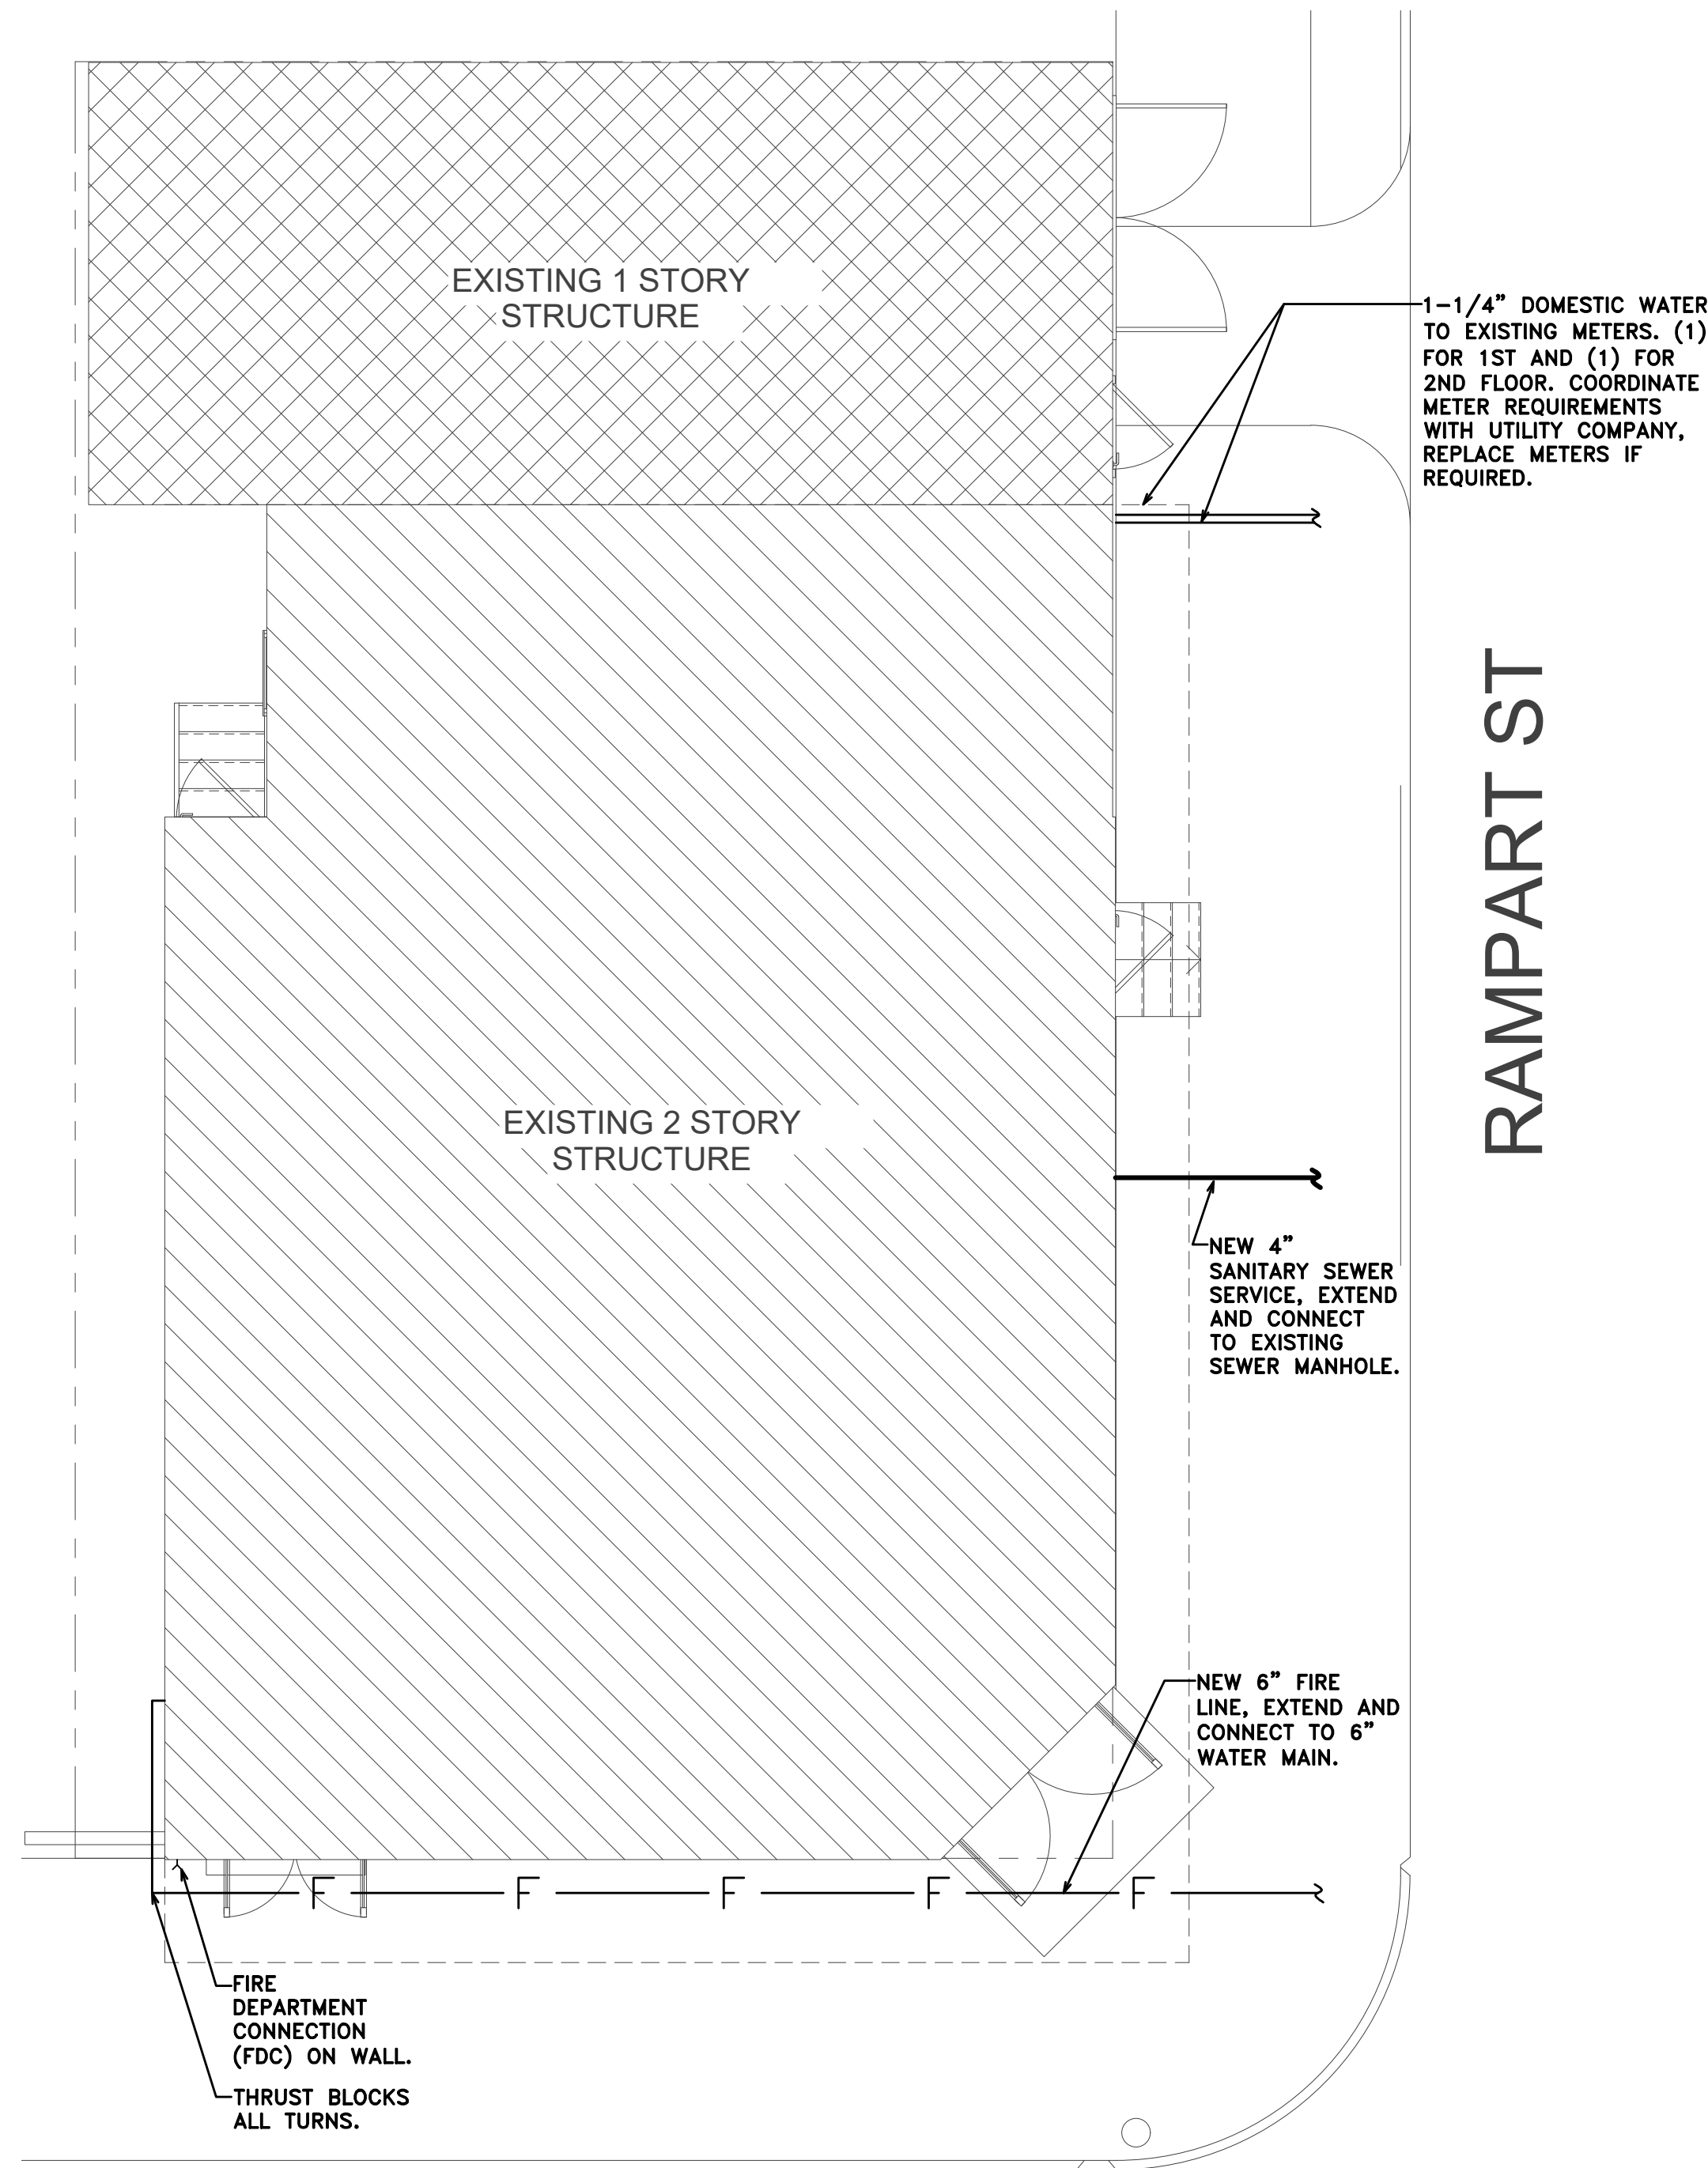 EXISTING 1 STORY
STRUCTURE
1-1/4" DOMESTIC WATER
TO EXISTING METERS. (1)
FOR 1ST AND (1) FOR
2ND FLOOR. COORDINATE
METER REQUIREMENTS
WITH UTILITY COMPANY,
REPLACE METERS IF
REQUIRED.
RAMPART ST
EXISTING 2 STORY
STRUCTURE
NEW 4"
SANITARY SEWER
SERVICE, EXTEND
AND CONNECT
TO EXISTING
SEWER MANHOLE.
NEW 6" FIRE
LINE, EXTEND AND
CONNECT TO 6"
WATER MAIN.
F F F F F
FIRE
DEPARTMENT
CONNECTION
(FDC) ON WALL.
THRUST BLOCKS
ALL TURNS.